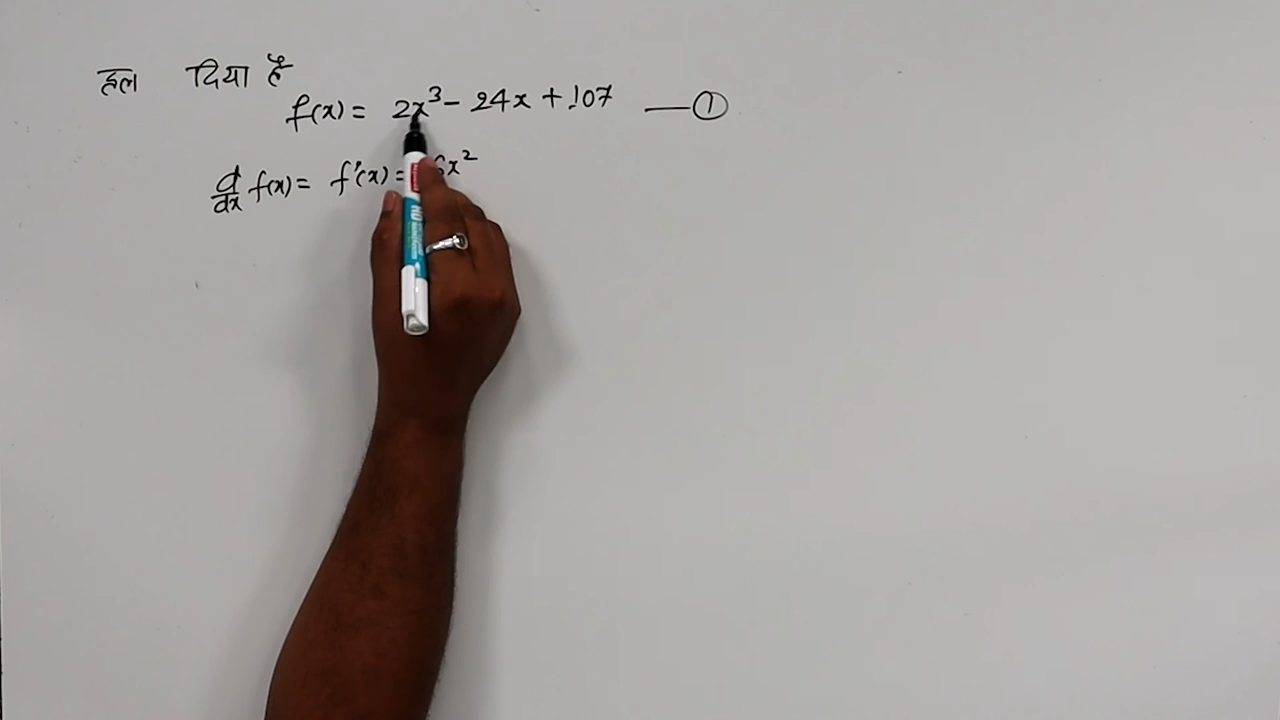 हल दिया है
f(x) = 2x³ - 24x + 107 — ①
d/dx f(x) = f'(x) = 6x²